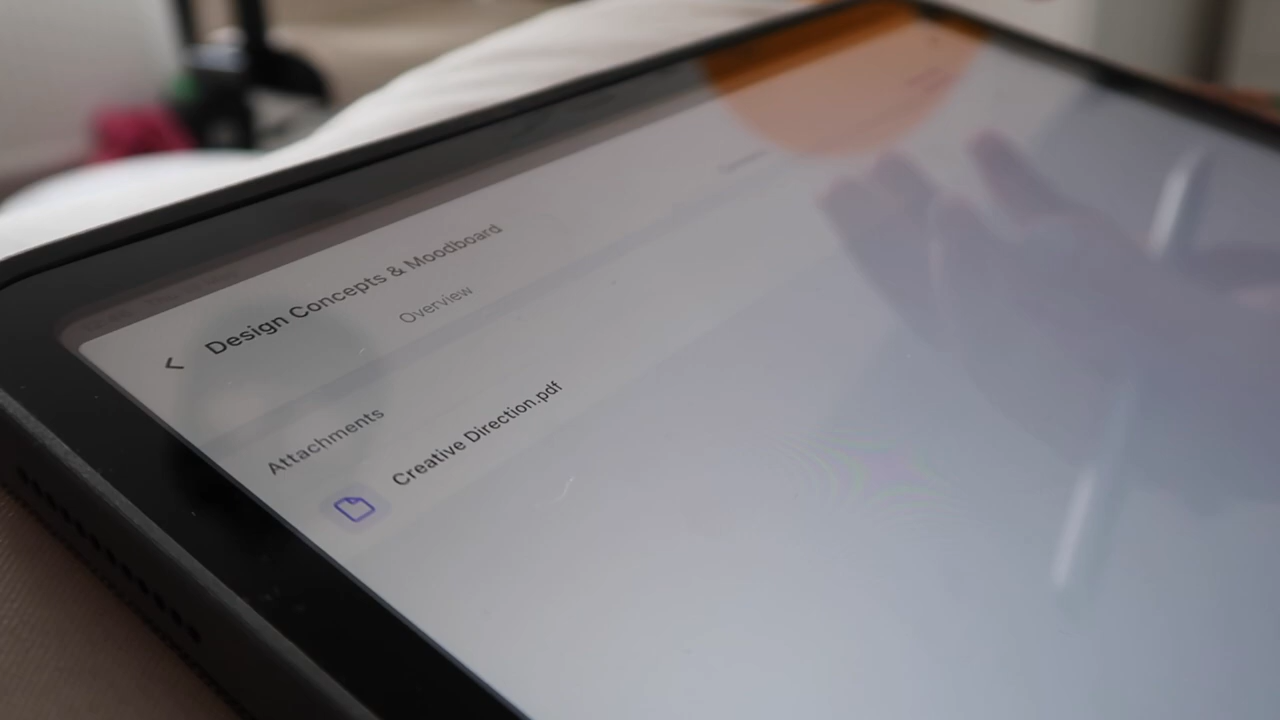 Design Concepts & Moodboard
Overview
Attachments
Creative Direction.pdf